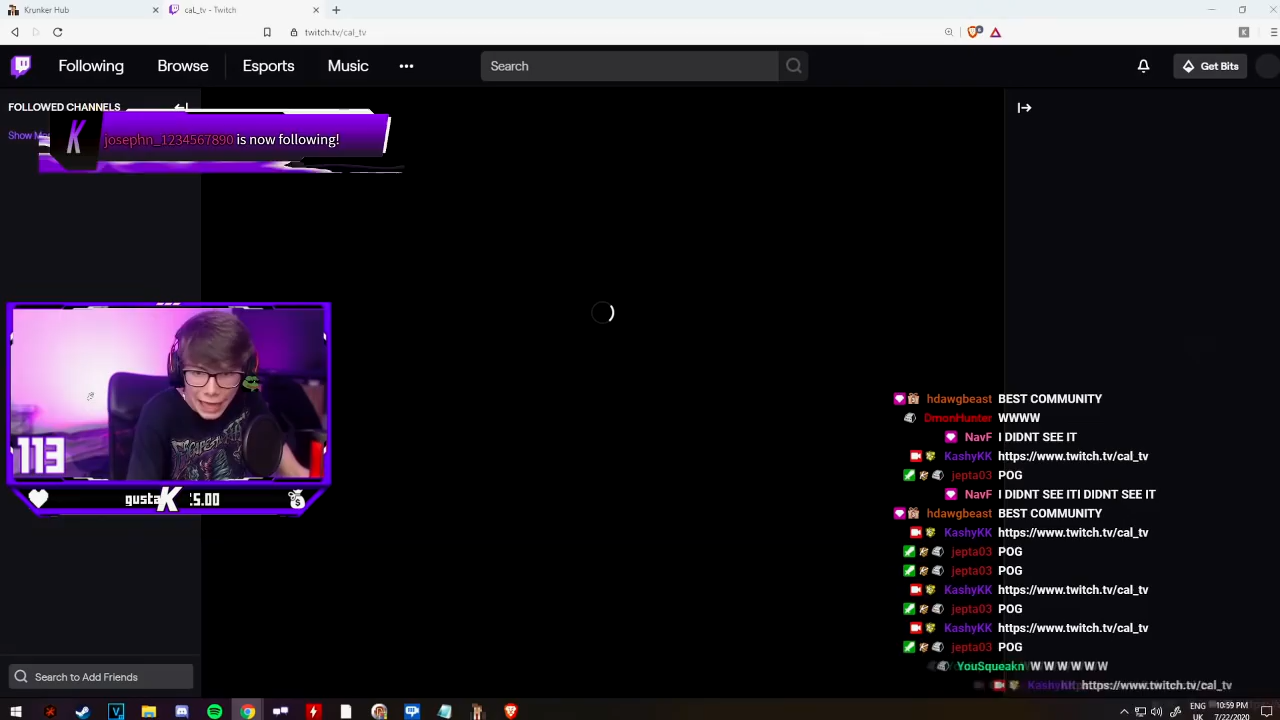 Krunker Hub
caL_tv - Twitch
twitch.tv/cal_tv
Following
Browse
Esports
Music
Search
Get Bits
FOLLOWED CHANNELS
K josephn_1234567890 is now following!
113
gusta K 5.00
hdawgbeast BEST COMMUNITY
DmonHunter WWWW
NavF I DIDNT SEE IT
KashyKK https://www.twitch.tv/cal_tv
jepta03 POG
NavF I DIDNT SEE ITI DIDNT SEE IT
hdawgbeast BEST COMMUNITY
KashyKK https://www.twitch.tv/cal_tv
jepta03 POG
jepta03 POG
KashyKK https://www.twitch.tv/cal_tv
jepta03 POG
KashyKK https://www.twitch.tv/cal_tv
jepta03 POG
YouSqueakn W W W W W W
https://www.twitch.tv/cal_tv
Search to Add Friends
ENG
UK
10:59 PM
7/22/2020